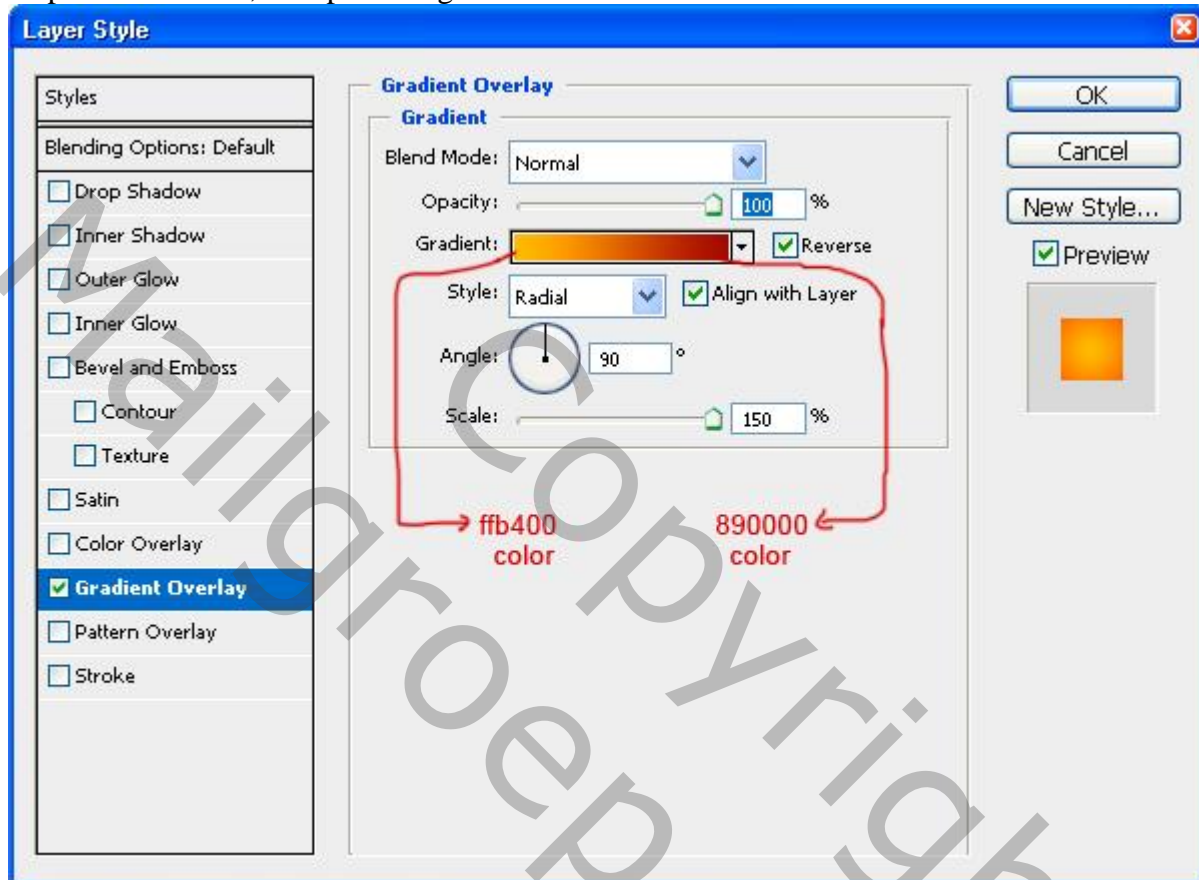 Layer Style
Styles
Blending Options: Default
Drop Shadow
Inner Shadow
Outer Glow
Inner Glow
Bevel and Emboss
Contour
Texture
Satin
Color Overlay
Gradient Overlay
Pattern Overlay
Stroke
Gradient Overlay
Gradient
Blend Mode: Normal
Opacity: 100 %
Gradient: Reverse
Style: Radial Align with Layer
Angle: 90 °
Scale: 150 %
ffb400
color
890000
color
OK
Cancel
New Style...
Preview
Mailgroep
Copyrigh